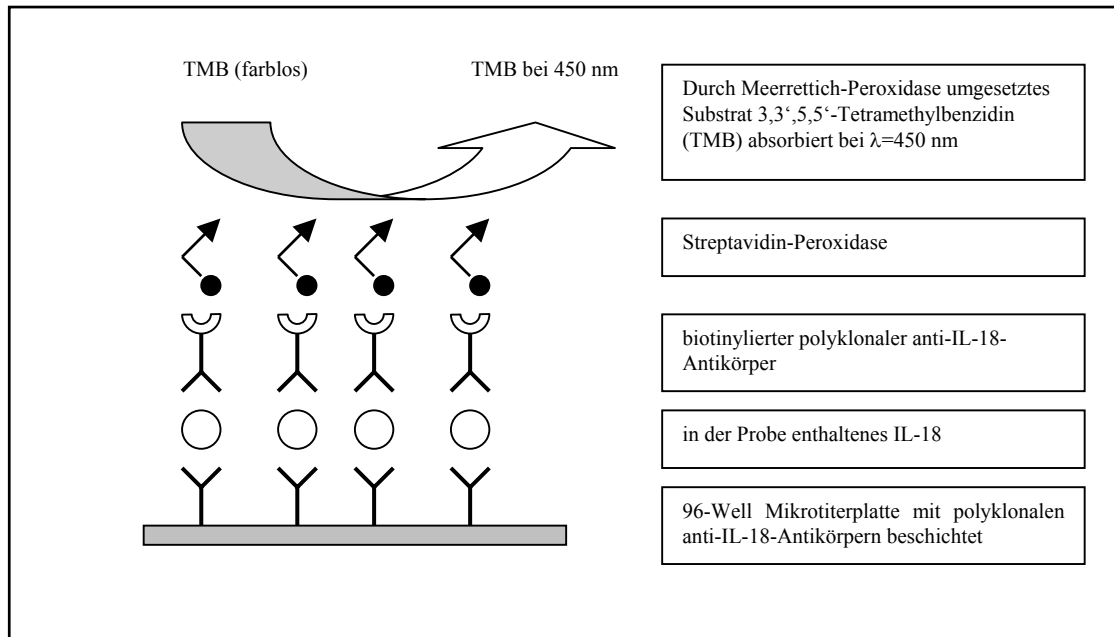 TMB (farblos)
TMB bei 450 nm
Durch Meerrettich-Peroxidase umgesetztes
Substrat 3,3‘,5,5‘-Tetramethylbenzidin
(TMB) absorbiert bei λ=450 nm
Streptavidin-Peroxidase
biotinylierter polyklonaler anti-IL-18-
Antikörper
in der Probe enthaltenes IL-18
96-Well Mikrotiterplatte mit polyklonalen
anti-IL-18-Antikörpern beschichtet